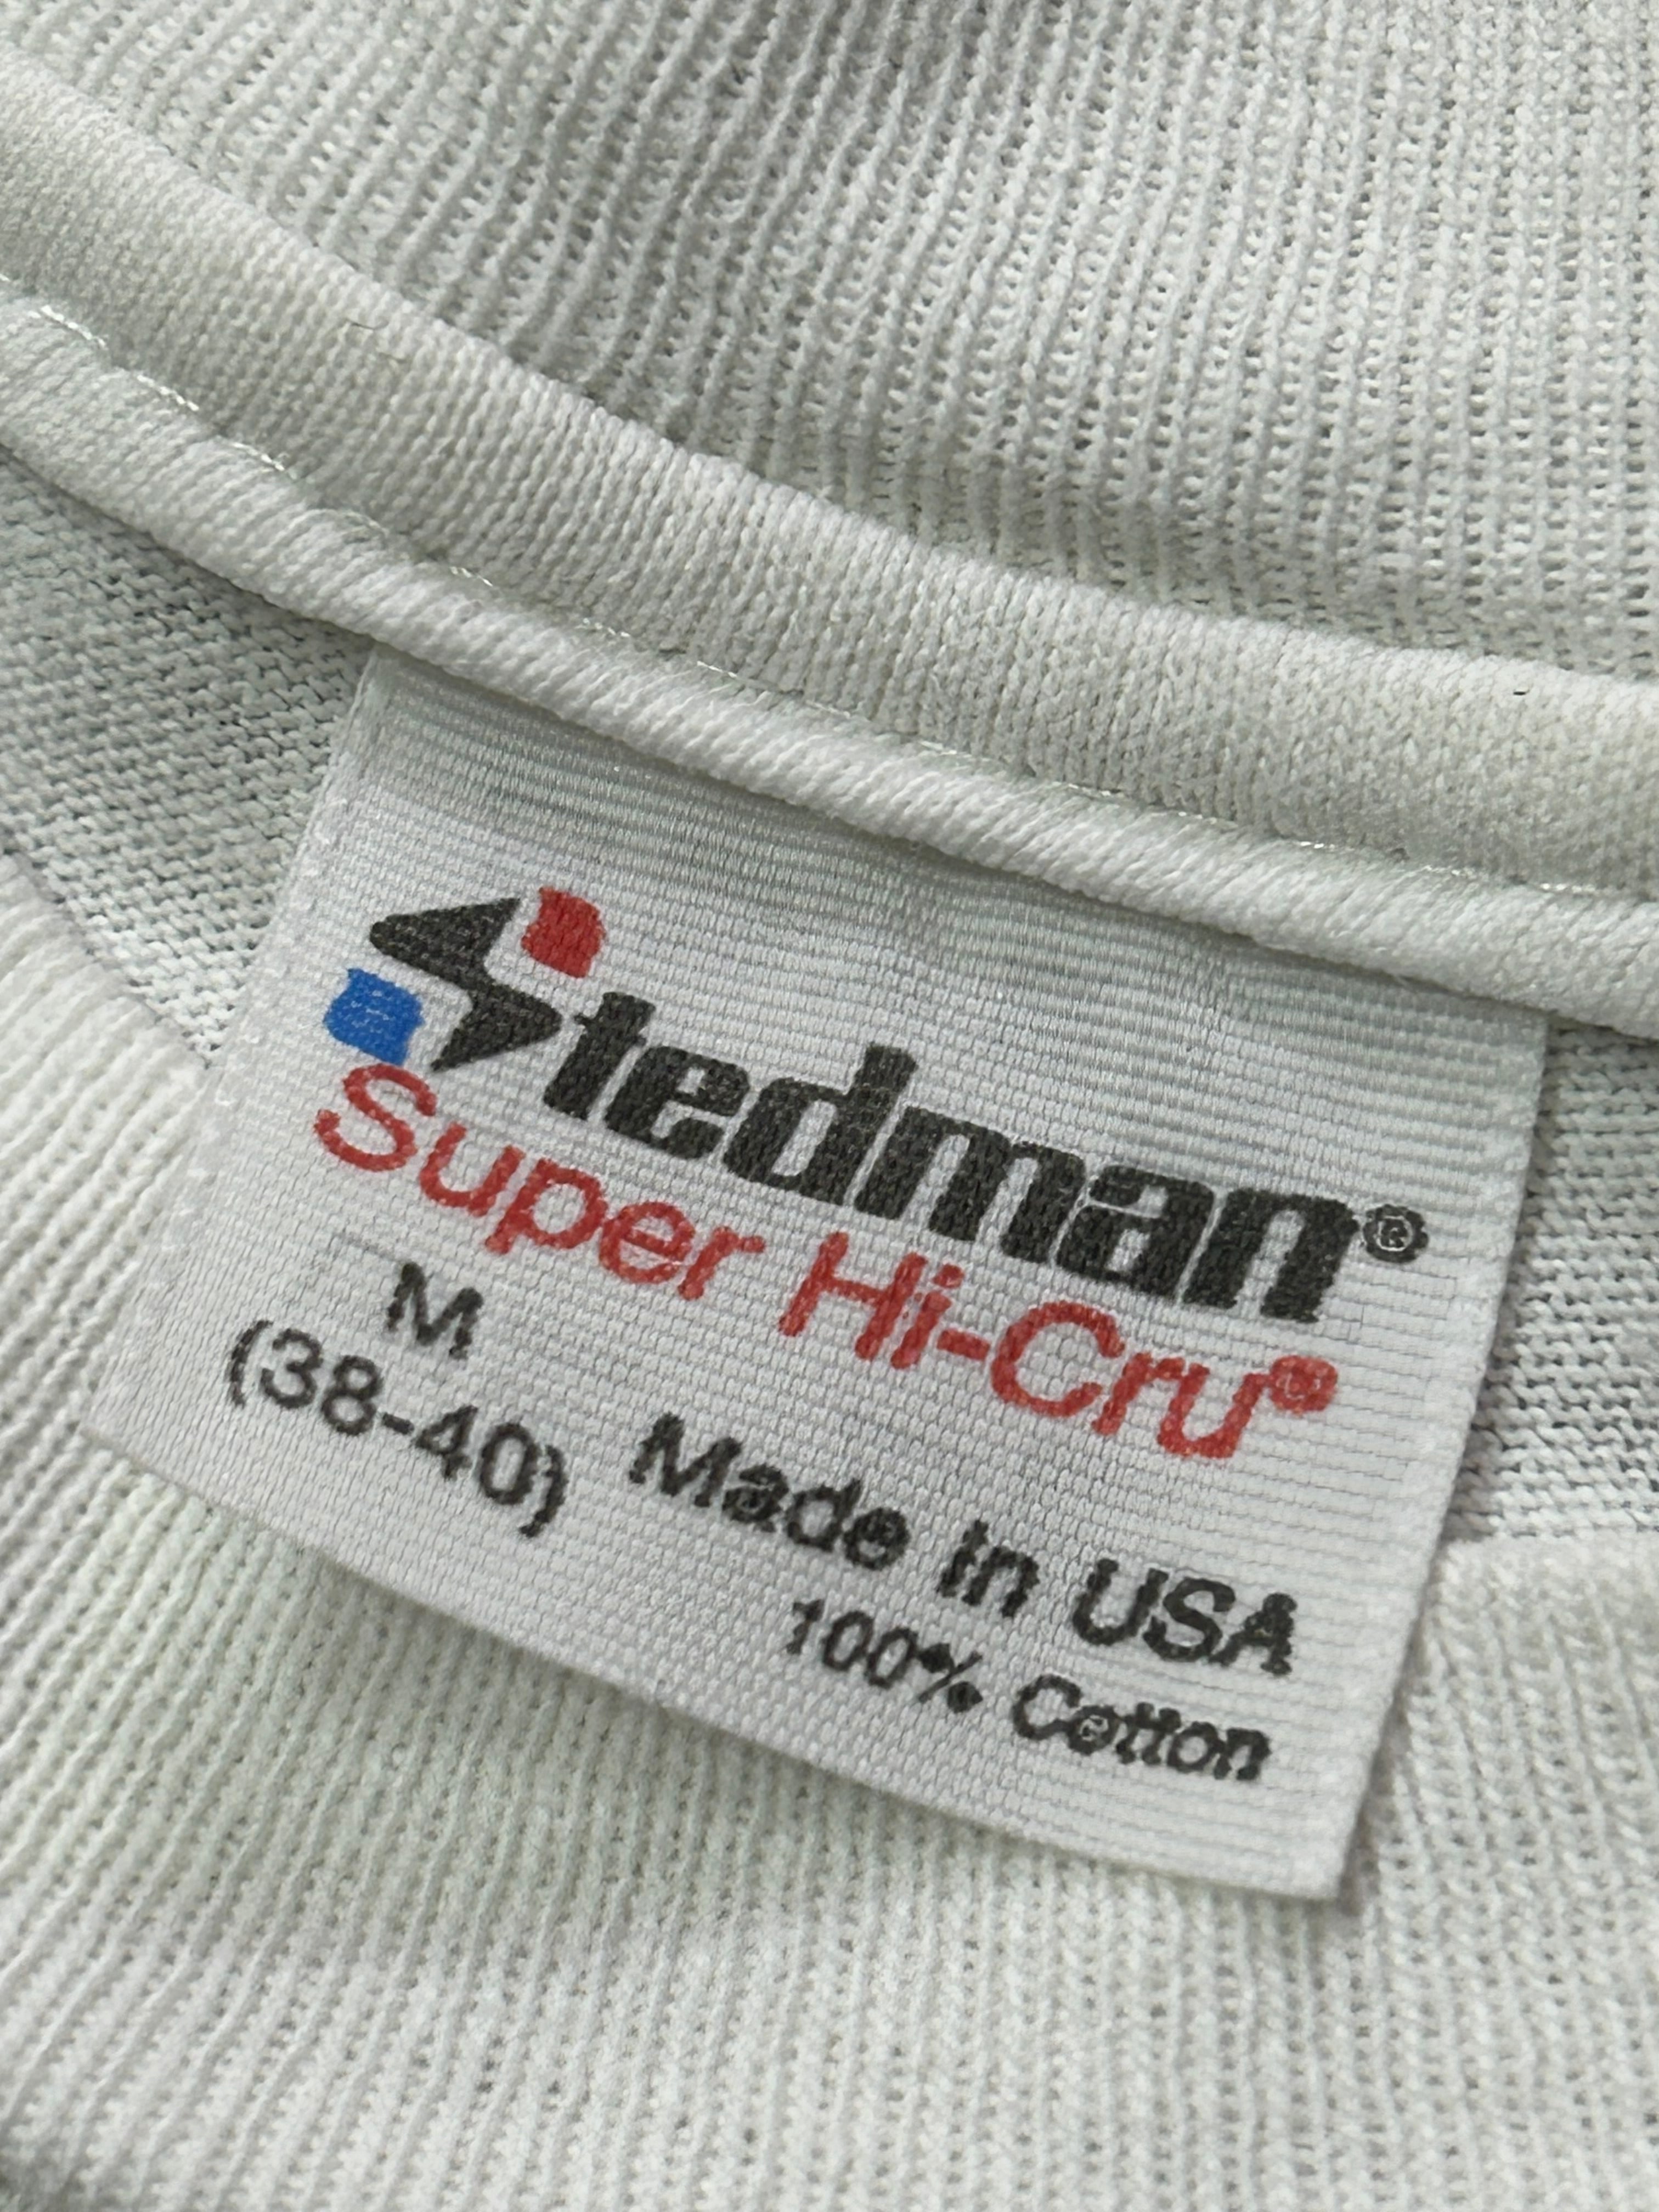 Stedman®
Super Hi-Cru®
M
(38-40)
Made in USA
100% Cotton